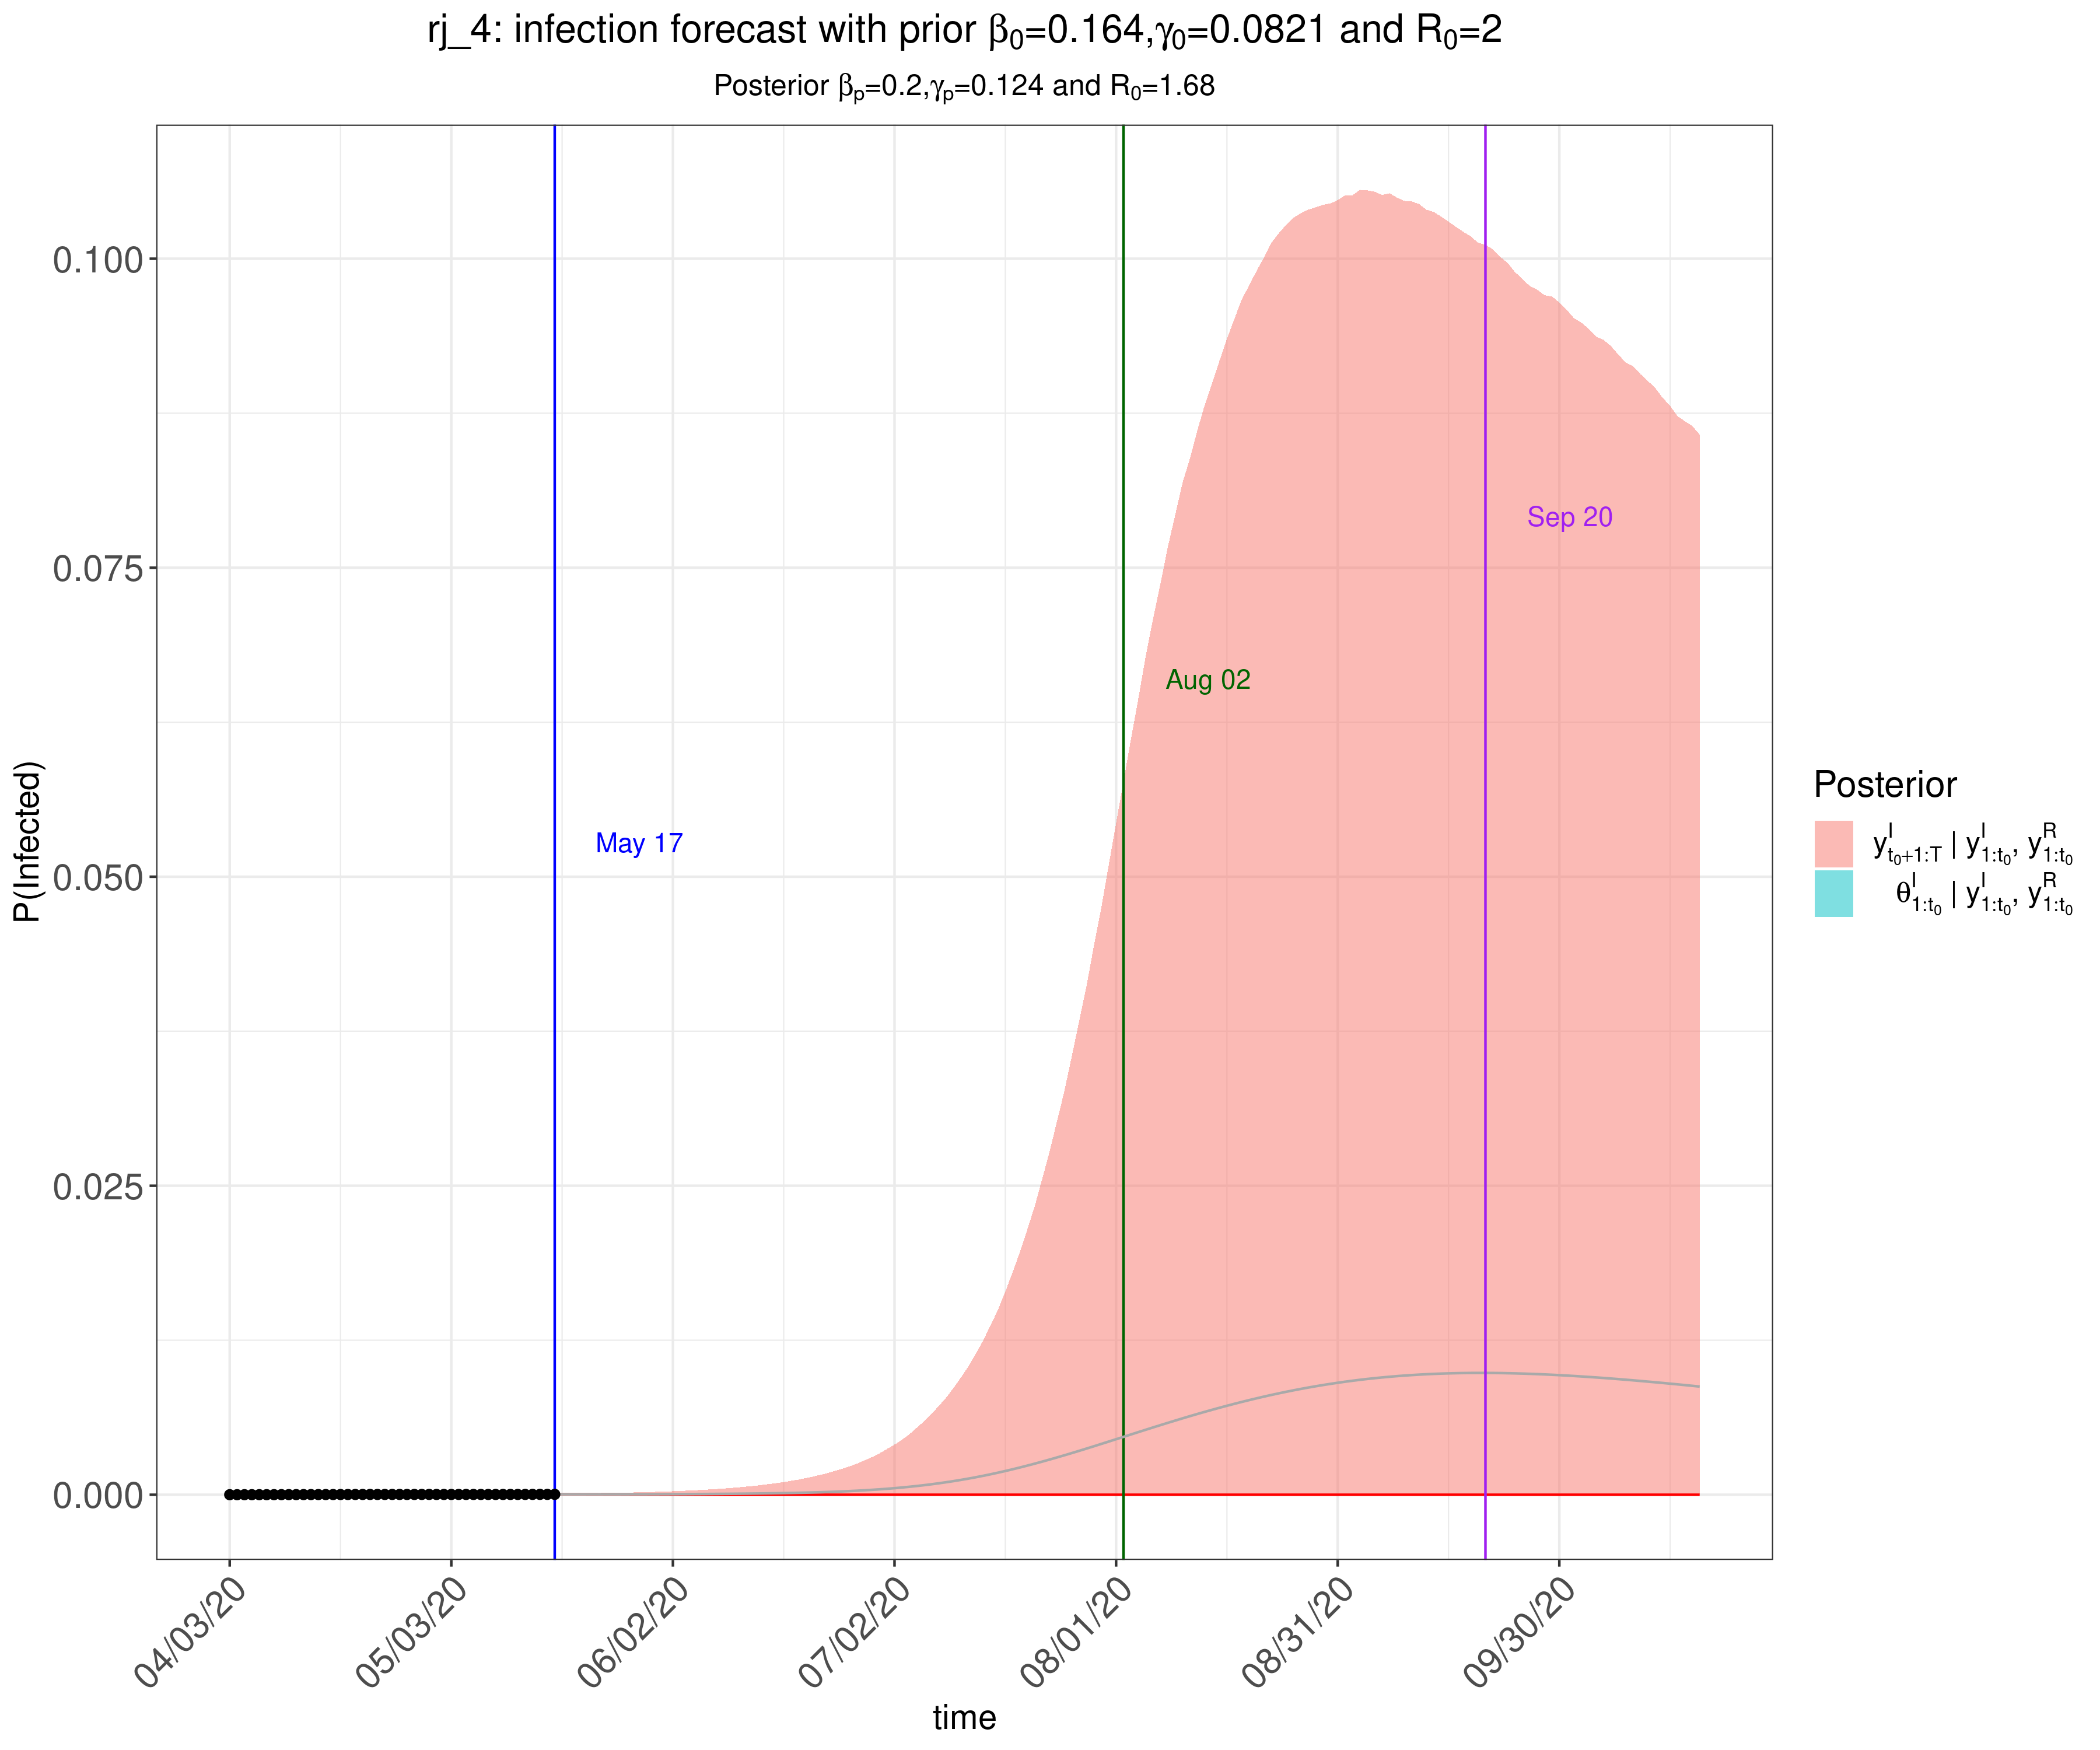 rj_4: infection forecast with prior β₀=0.164,γ₀=0.0821 and R₀=2
Posterior βₚ=0.2,γₚ=0.124 and R₀=1.68
0.100
0.075
0.050
0.025
0.000
P(Infected)
May 17
Aug 02
Sep 20
04/03/20
05/03/20
06/02/20
07/02/20
08/01/20
08/31/20
09/30/20
time
Posterior
y^I_{t₀+1:T} | y^I_{1:t₀}, y^R_{1:t₀}
θ^I_{1:t₀} | y^I_{1:t₀}, y^R_{1:t₀}